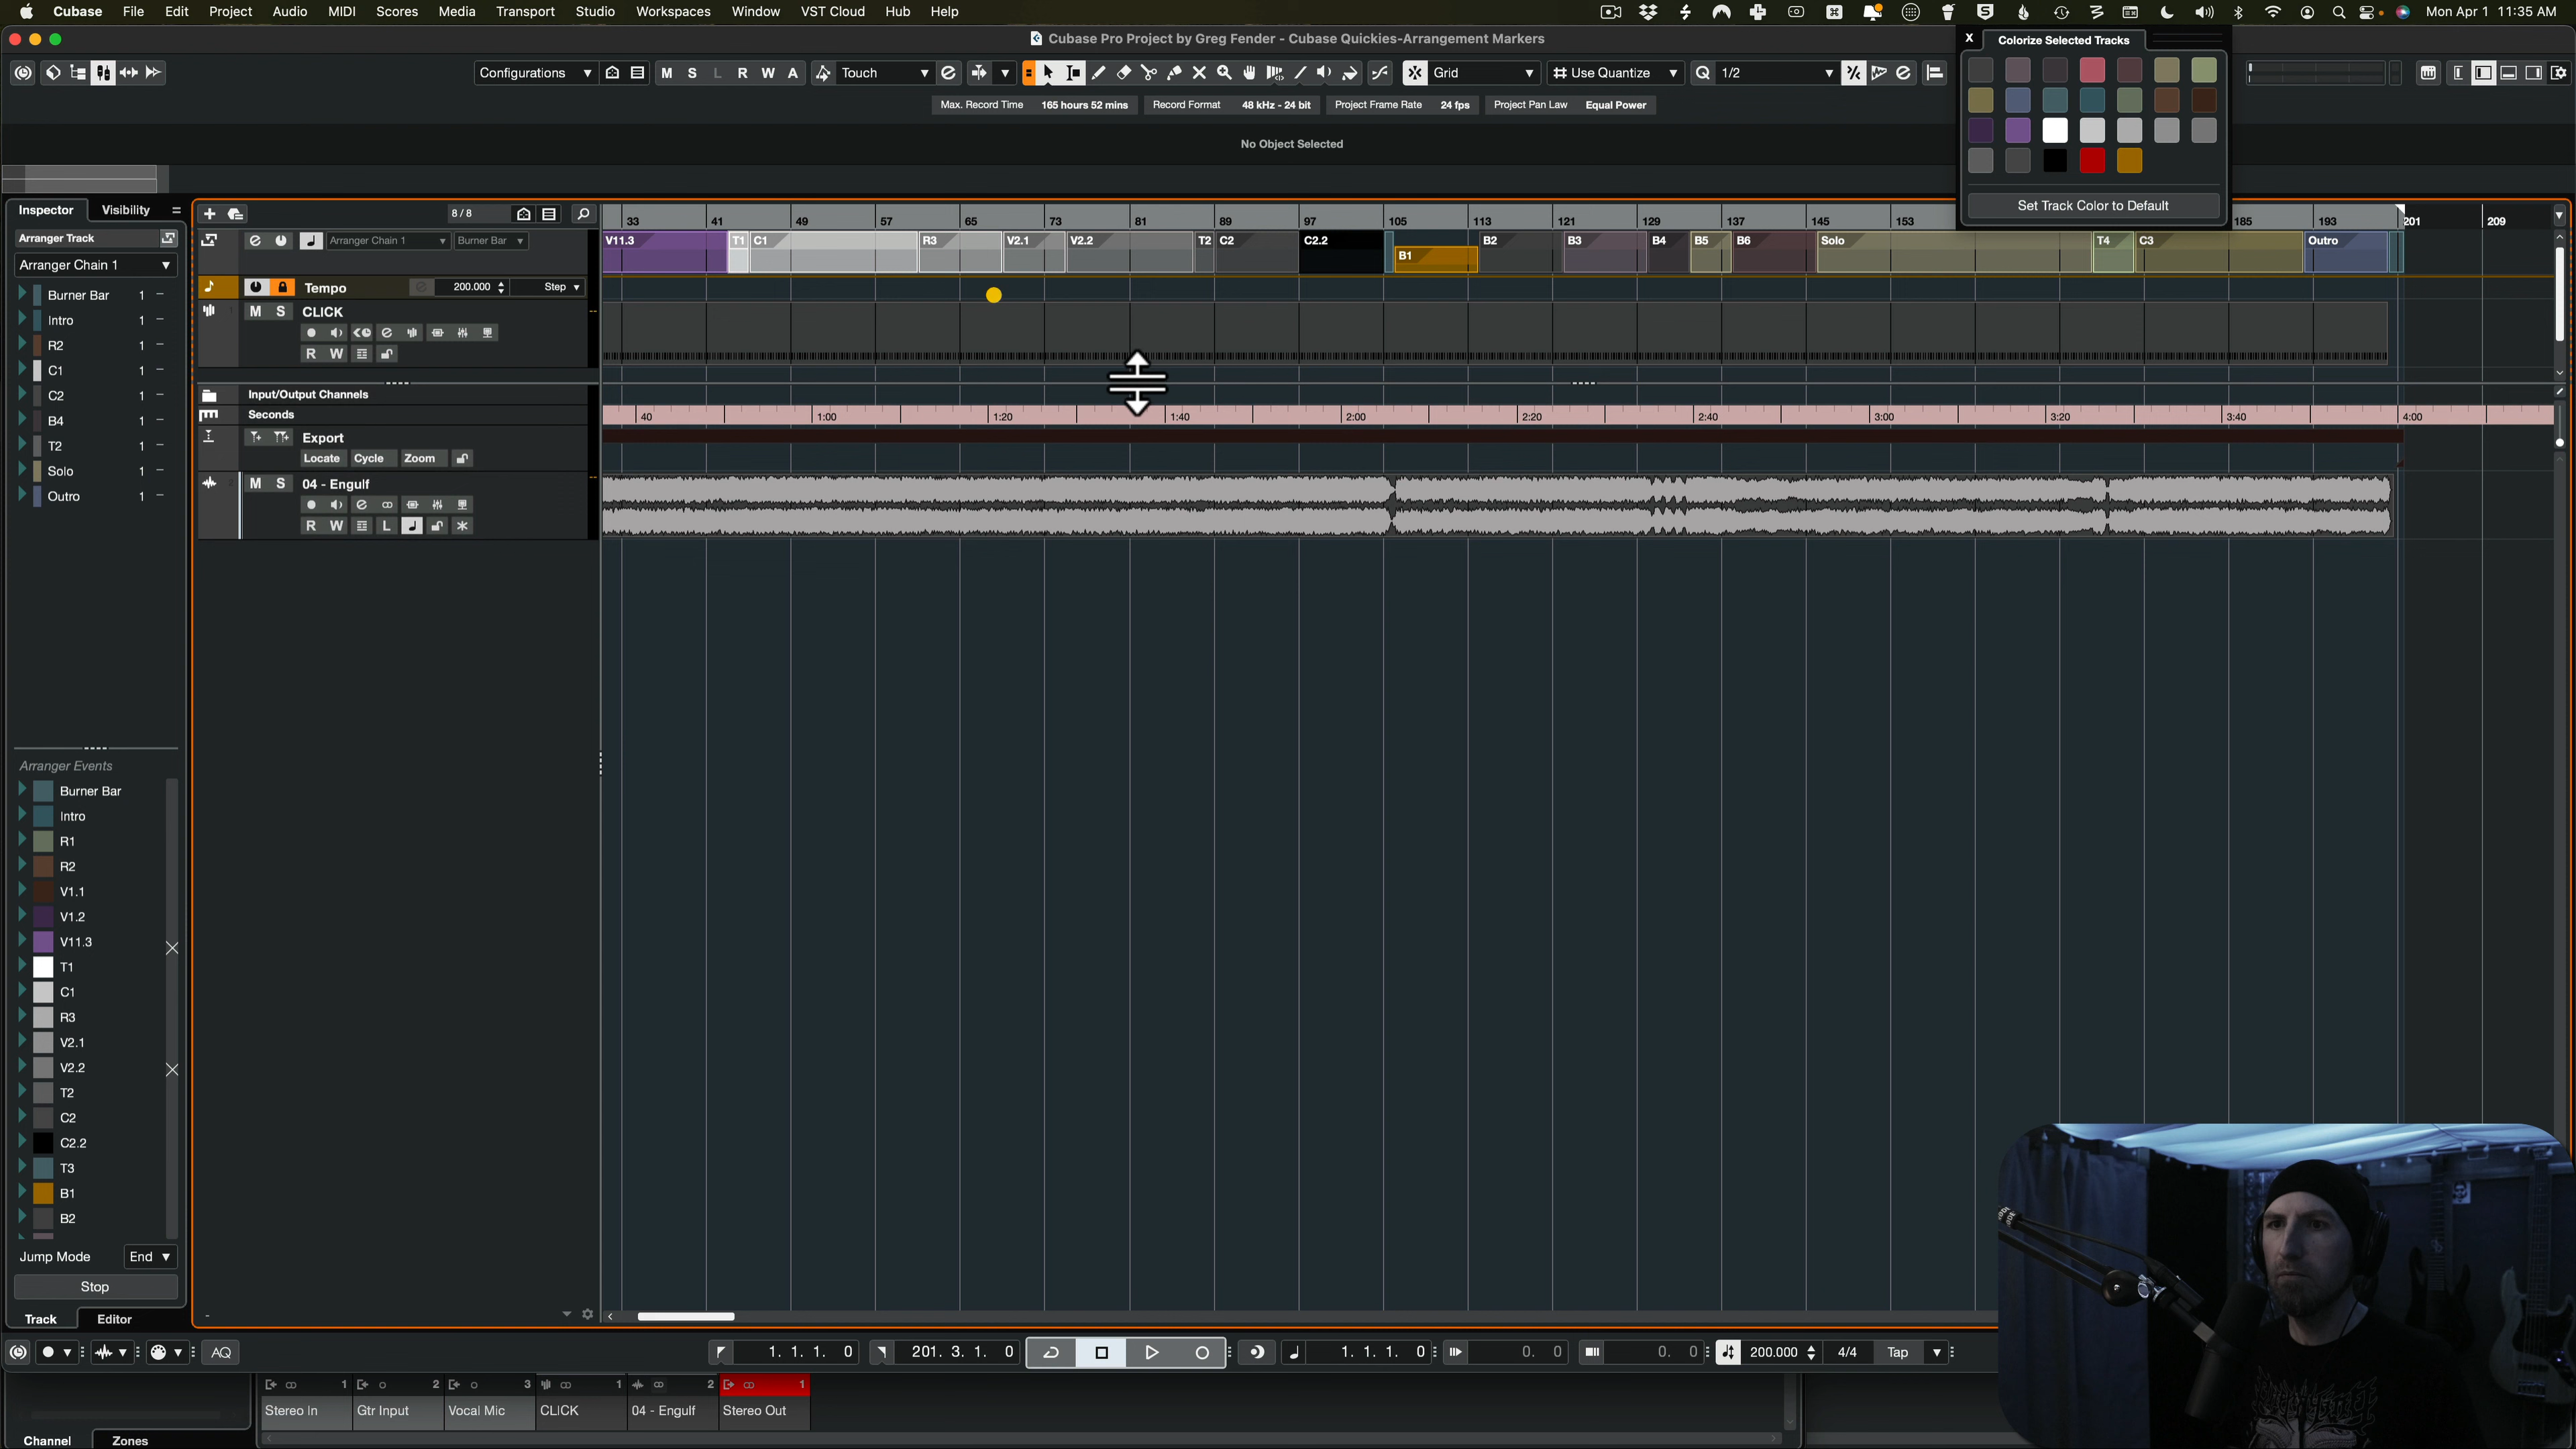 Cubase File Edit Project Audio MIDI Scores Media Transport Studio Workspaces Window VST Cloud Hub Help Mon Apr 1 11:35 AM
Cubase Pro Project by Greg Fender - Cubase Quickies-Arrangement Markers
x Colorize Selected Tracks
Configurations M S L R W A Touch Grid Use Quantize Q 1/2
Max. Record Time 165 hours 52 mins Record Format 48 kHz - 24 bit Project Frame Rate 24 fps Project Pan Law Equal Power
No Object Selected
Set Track Color to Default
Inspector Visibility
8/8
33 41 49 57 65 73 81 89 97 105 113 121 129 137 145 153 185 193 201 209
Arranger Track
Arranger Chain 1 Burner Bar
V11.3 T1 C1 R3 V2.1 V2.2 T2 C2 C2.2 B1 B2 B3 B4 B5 B6 Solo T4 C3 Outro
Arranger Chain 1
Tempo 200.000 Step
Burner Bar 1
Intro 1
R2 1
C1 1
C2 1
B4 1
T2 1
Solo 1
Outro 1
1 M S CLICK
R W
Input/Output Channels
Seconds
40 1:00 1:20 1:40 2:00 2:20 2:40 3:00 3:20 3:40 4:00
Export
Locate Cycle Zoom
2 M S 04 - Engulf
R W L
Arranger Events
Burner Bar
Intro
R1
R2
V1.1
V1.2
V11.3
T1
C1
R3
V2.1
V2.2
T2
C2
C2.2
T3
B1
B2
Jump Mode End
Stop
Track Editor
AQ 1. 1. 1. 0 201. 3. 1. 0 1. 1. 1. 0 0. 0 0. 0 200.000 4/4 Tap
1 2 3 1 2 1
Stereo In Gtr Input Vocal Mic CLICK 04 - Engulf Stereo Out
Channel Zones